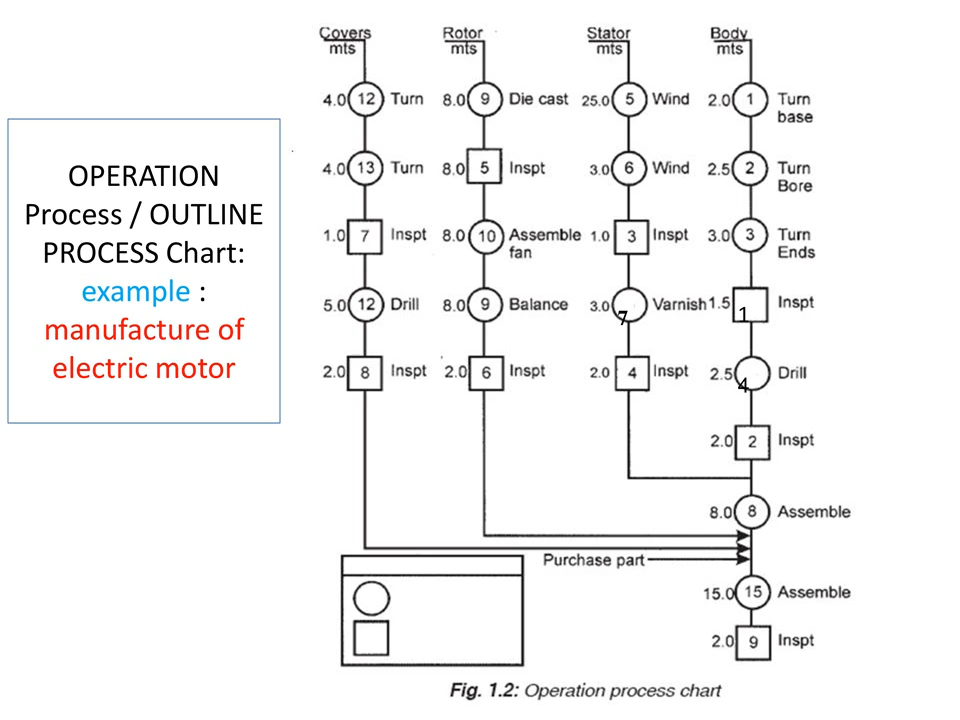 OPERATION
Process / OUTLINE
PROCESS Chart:
example :
manufacture of
electric motor
Covers Rotor Stator Body
mts mts mts mts
4.0 12 Turn 8.0 9 Die cast 25.0 5 Wind 2.0 1 Turn
base
4.0 13 Turn 8.0 5 Inspt 3.0 6 Wind 2.5 2 Turn
Bore
1.0 7 Inspt 8.0 10 Assemble 1.0 3 Inspt 3.0 3 Turn
fan Ends
5.0 12 Drill 8.0 9 Balance 3.0 7 Varnish 1.5 1 Inspt
2.0 8 Inspt 2.0 6 Inspt 2.0 4 Inspt 2.5 4 Drill
2.0 2 Inspt
8.0 8 Assemble
Purchase part
15.0 15 Assemble
2.0 9 Inspt
Fig. 1.2: Operation process chart